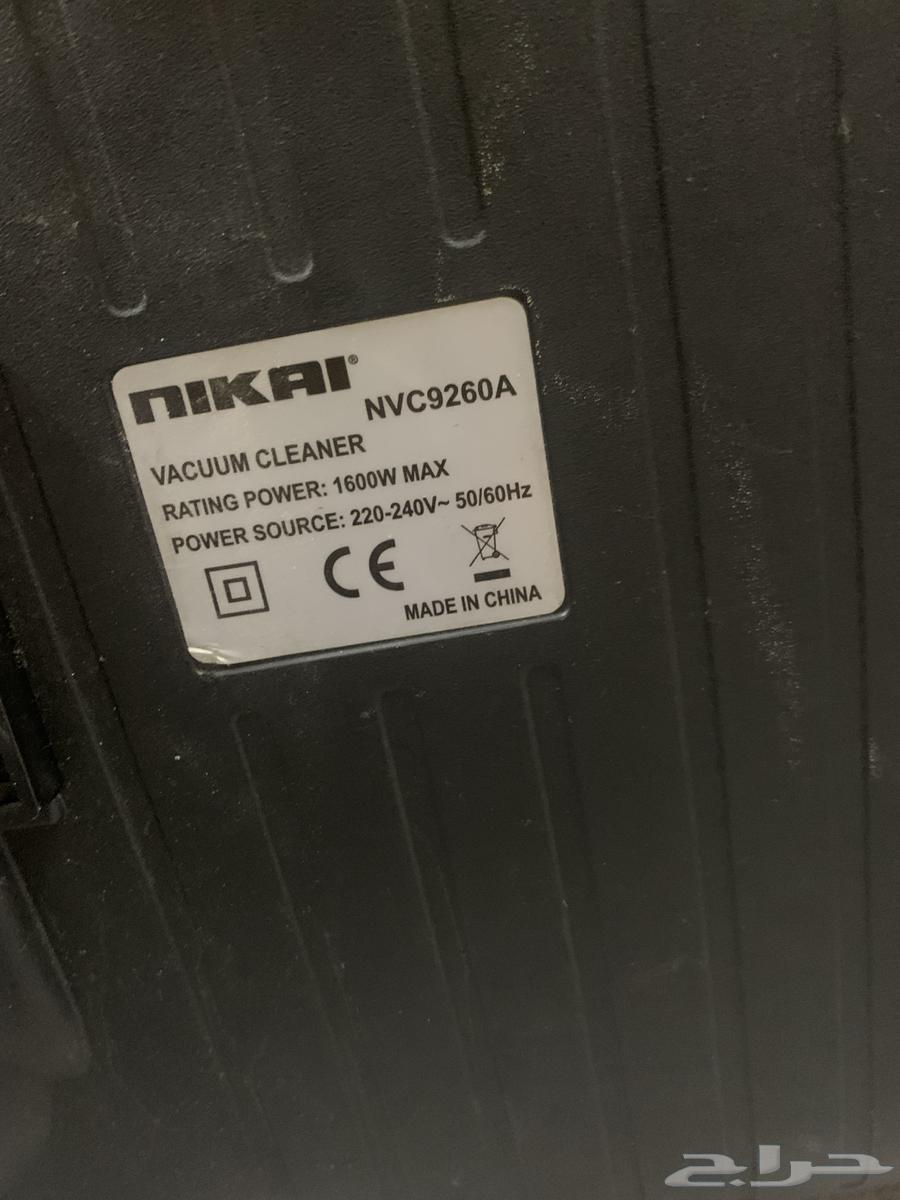 NIKAI®
NVC9260A
VACUUM CLEANER
RATING POWER: 1600W MAX
POWER SOURCE: 220-240V~ 50/60Hz
CE
MADE IN CHINA
حراج